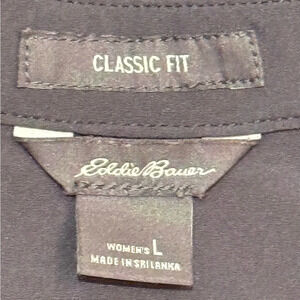 CLASSIC FIT
Eddie Bauer
WOMEN'S L
MADE IN SRI LANKA